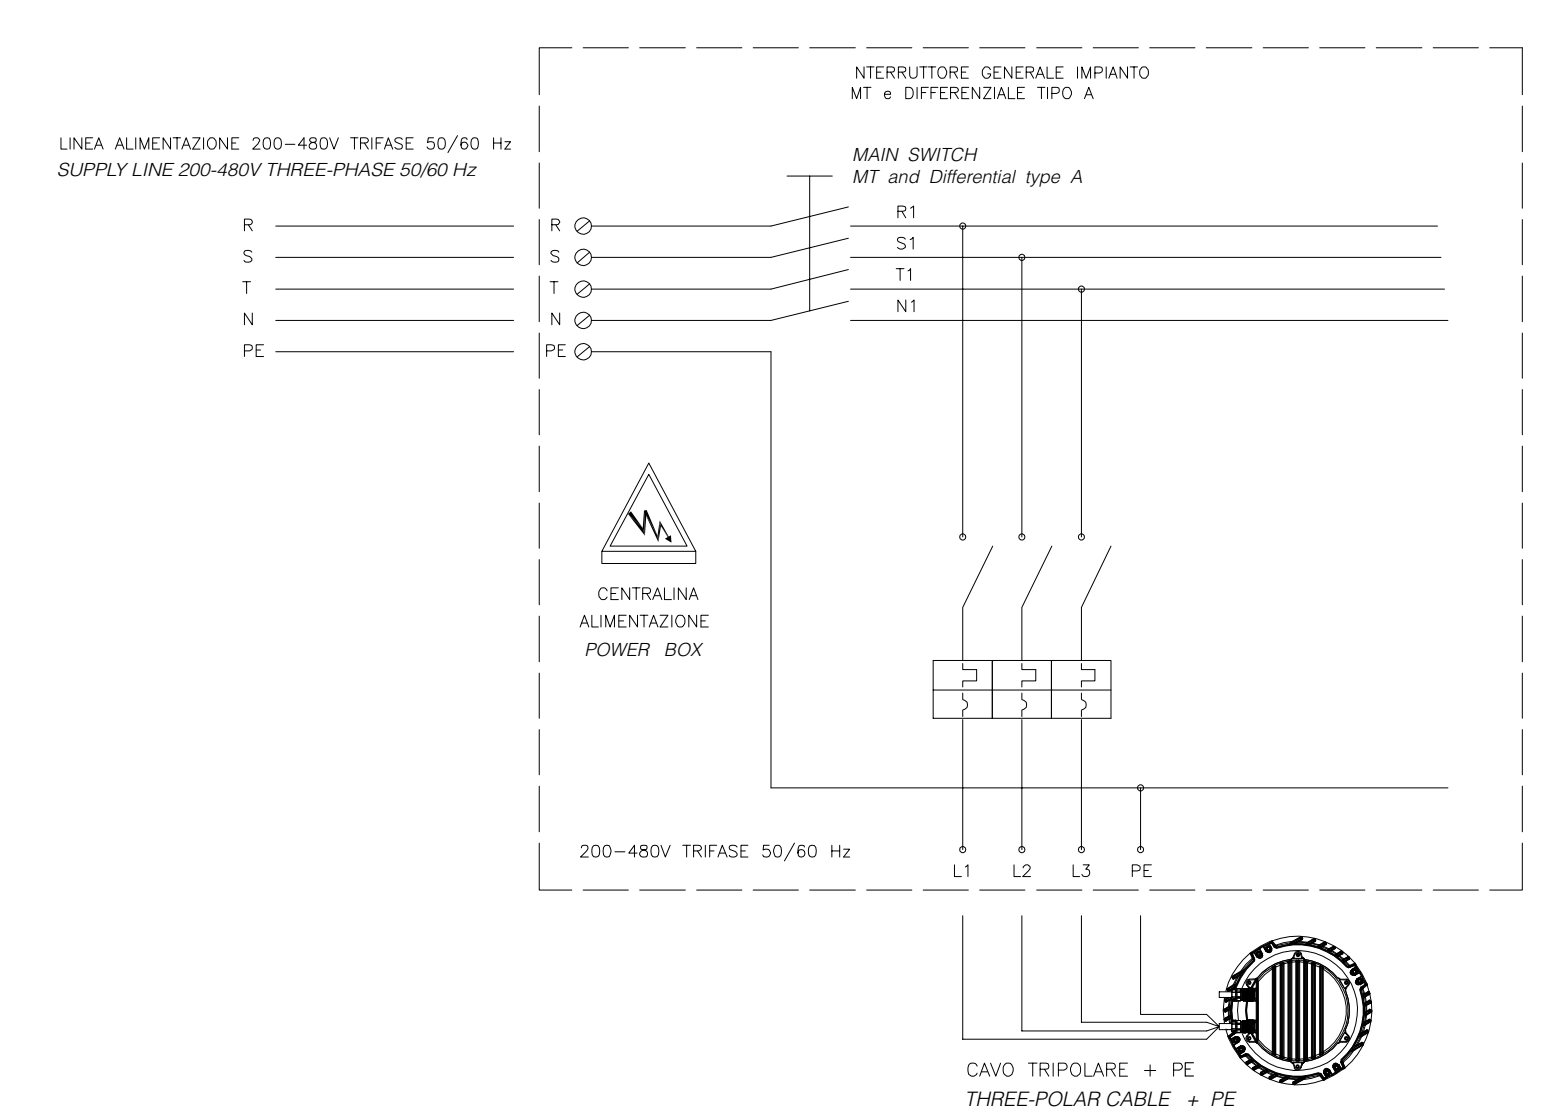 NTERRUTTORE GENERALE IMPIANTO
MT e DIFFERENZIALE TIPO A
LINEA ALIMENTAZIONE 200-480V TRIFASE 50/60 Hz
SUPPLY LINE 200-480V THREE-PHASE 50/60 Hz
MAIN SWITCH
MT and Differential type A
R R R1
S S S1
T T T1
N N N1
PE PE
CENTRALINA
ALIMENTAZIONE
POWER BOX
200-480V TRIFASE 50/60 Hz
L1 L2 L3 PE
CAVO TRIPOLARE + PE
THREE-POLAR CABLE + PE